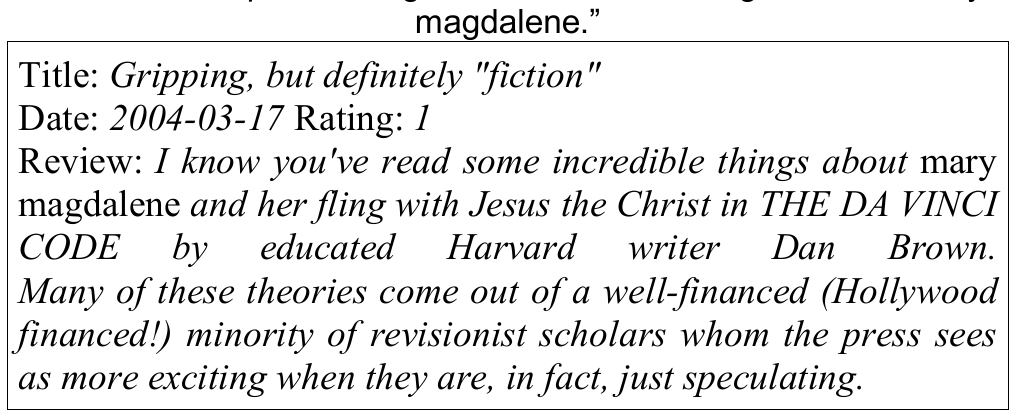 magdalene.”
Title: Gripping, but definitely "fiction"
Date: 2004-03-17 Rating: 1
Review: I know you've read some incredible things about mary
magdalene and her fling with Jesus the Christ in THE DA VINCI
CODE by educated Harvard writer Dan Brown.
Many of these theories come out of a well-financed (Hollywood
financed!) minority of revisionist scholars whom the press sees
as more exciting when they are, in fact, just speculating.